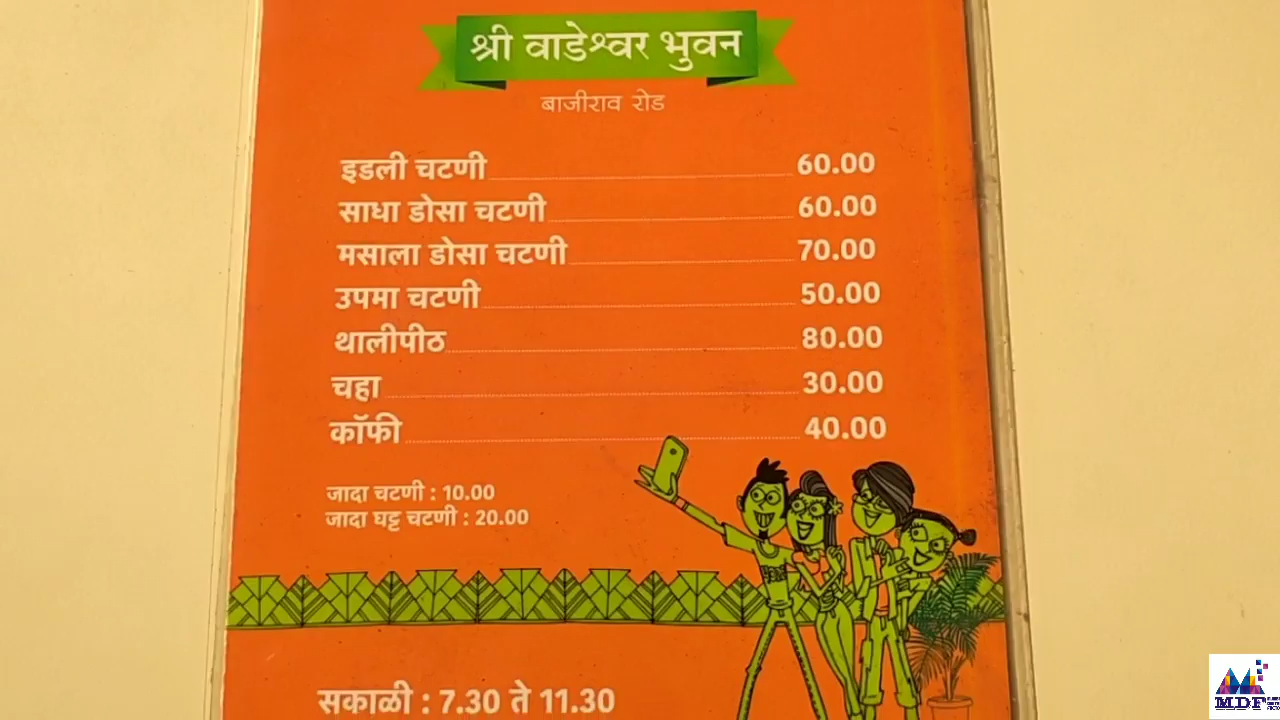 श्री वाडेश्वर भुवन
बाजीराव रोड
इडली चटणी 60.00
साधा डोसा चटणी 60.00
मसाला डोसा चटणी 70.00
उपमा चटणी 50.00
थालीपीठ 80.00
चहा 30.00
कॉफी 40.00
जादा चटणी : 10.00
जादा घट्ट चटणी : 20.00
सकाळी : 7.30 ते 11.30
MDF